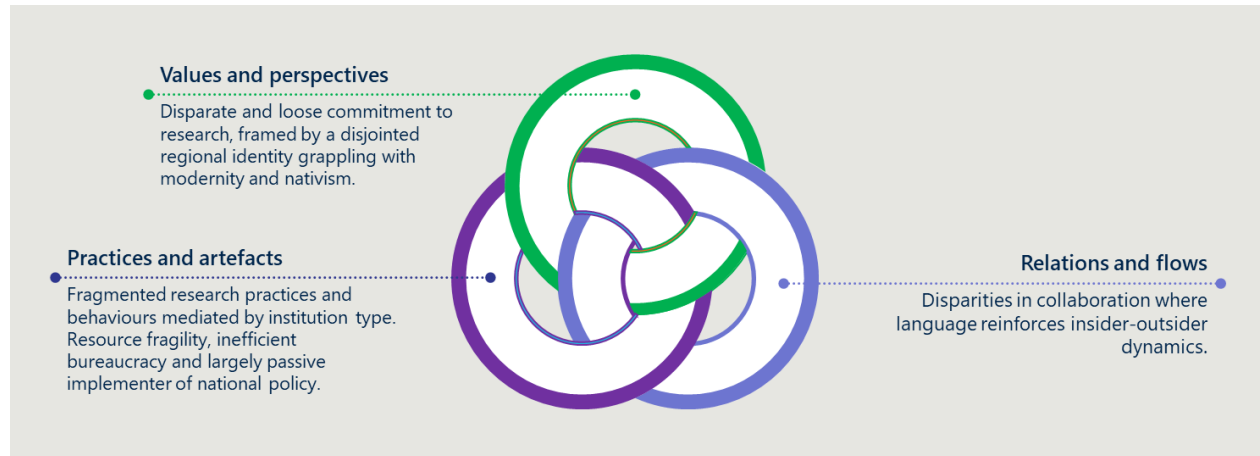 Values and perspectives
Disparate and loose commitment to
research, framed by a disjointed
regional identity grappling with
modernity and nativism.
Practices and artefacts
Fragmented research practices and
behaviours mediated by institution type.
Resource fragility, inefficient
bureaucracy and largely passive
implementer of national policy.
Relations and flows
Disparities in collaboration where
language reinforces insider-outsider
dynamics.